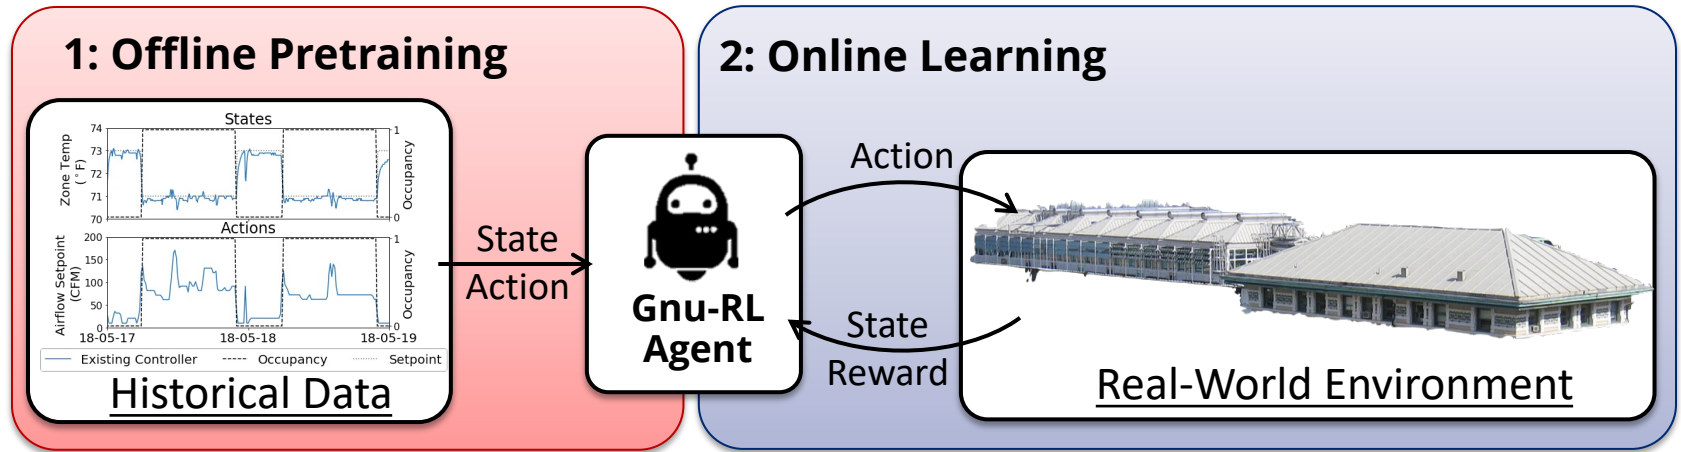 1: Offline Pretraining
States
74
73
72
71
70
Zone Temp
(°F)
1
0
Occupancy
Actions
200
150
100
50
0
Airflow Setpoint
(CFM)
1
0
Occupancy
18-05-17 18-05-18 18-05-19
Existing Controller Occupancy Setpoint
Historical Data
State
Action
Gnu-RL
Agent
2: Online Learning
Action
State
Reward
Real-World Environment